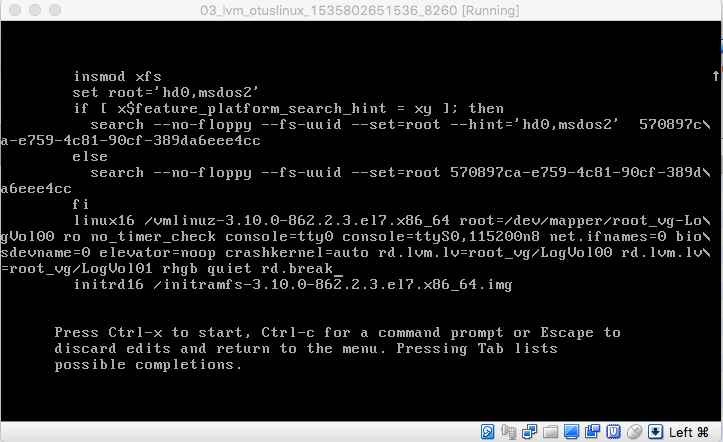 03_lvm_otuslinux_1535802651536_8260 [Running]
insmod xfs
set root='hd0,msdos2'
if [ x$feature_platform_search_hint = xy ]; then
search --no-floppy --fs-uuid --set=root --hint='hd0,msdos2'  570897c\
a-e759-4c81-90cf-389da6eee4cc
else
search --no-floppy --fs-uuid --set=root 570897ca-e759-4c81-90cf-389d\
a6eee4cc
fi
linux16 /vmlinuz-3.10.0-862.2.3.el7.x86_64 root=/dev/mapper/root_vg-Lo\
gVol00 ro no_timer_check console=tty0 console=ttyS0,115200n8 net.ifnames=0 bio\
sdevname=0 elevator=noop crashkernel=auto rd.lvm.lv=root_vg/LogVol00 rd.lvm.lv\
=root_vg/LogVol01 rhgb quiet rd.break_
initrd16 /initramfs-3.10.0-862.2.3.el7.x86_64.img
Press Ctrl-x to start, Ctrl-c for a command prompt or Escape to
discard edits and return to the menu. Pressing Tab lists
possible completions.
Left ⌘